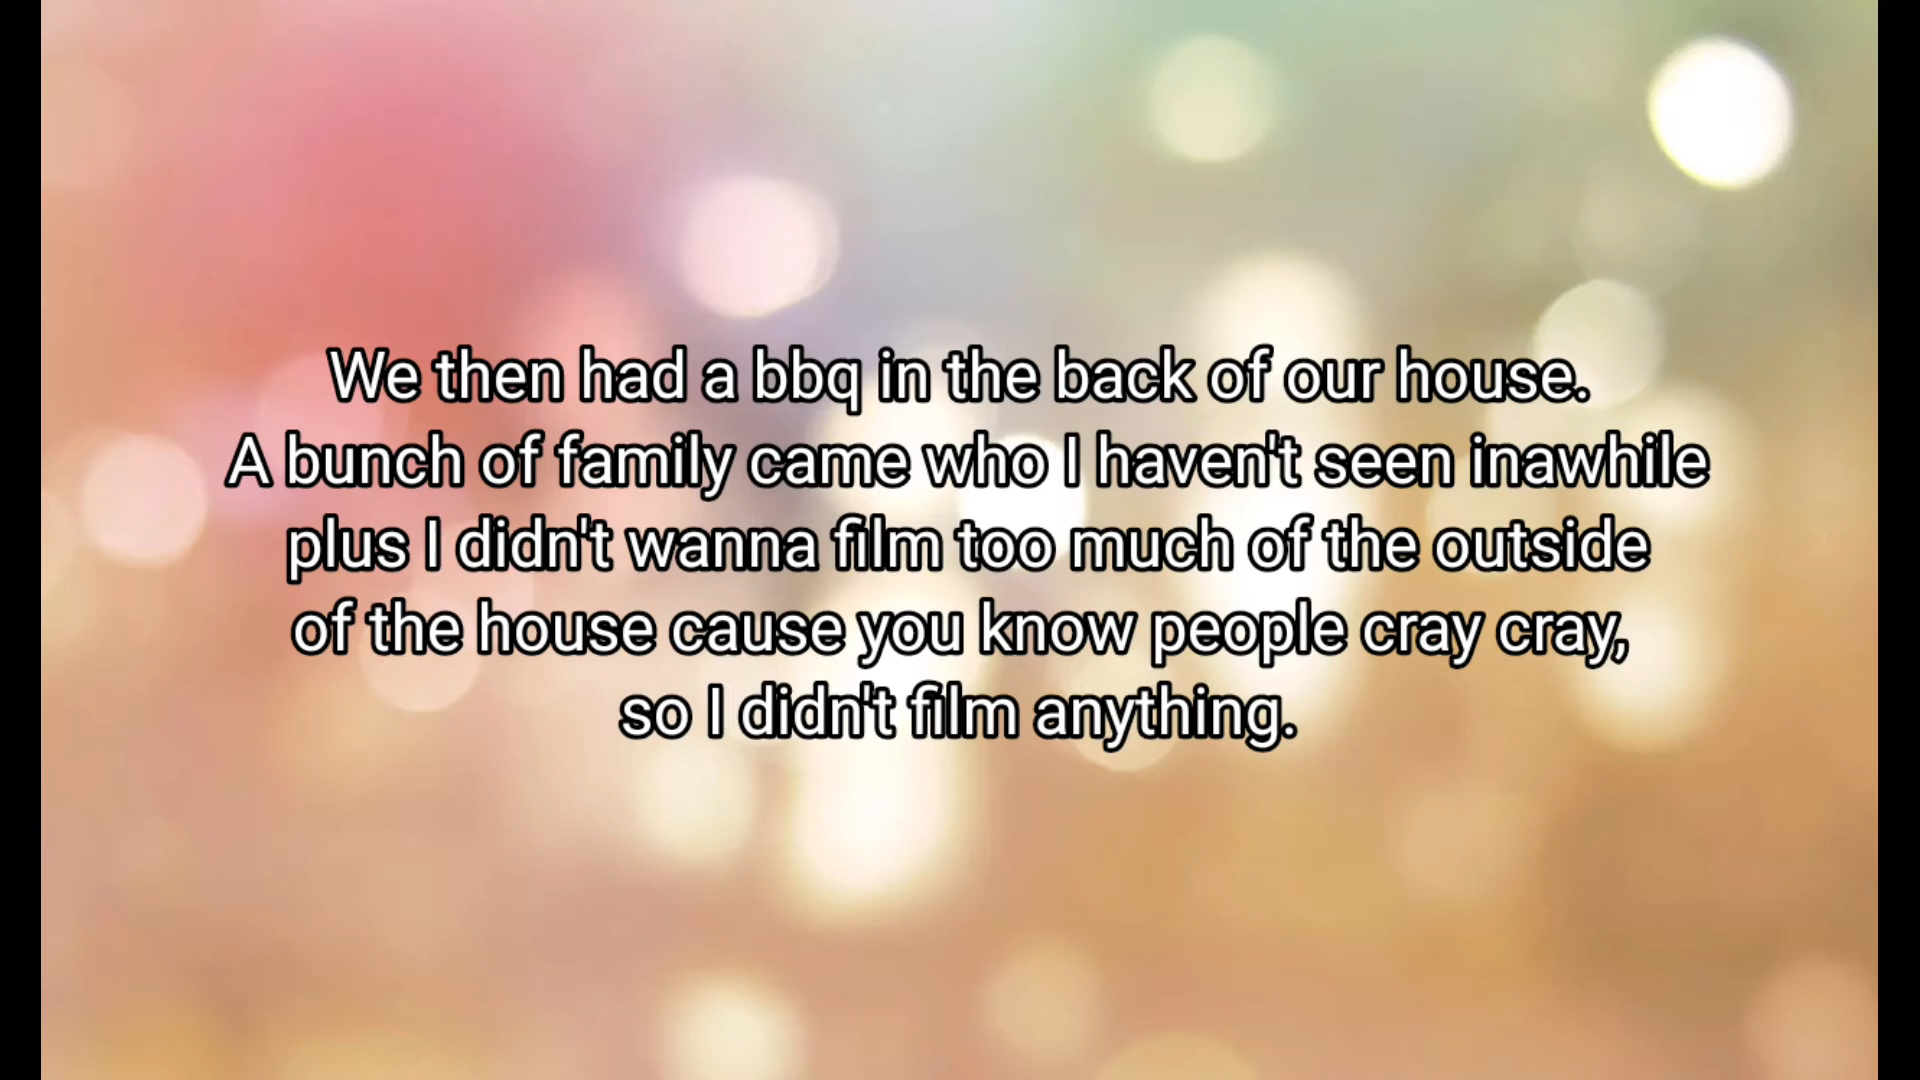 We then had a bbq in the back of our house.
A bunch of family came who I haven't seen inawhile
plus I didn't wanna film too much of the outside
of the house cause you know people cray cray,
so I didn't film anything.